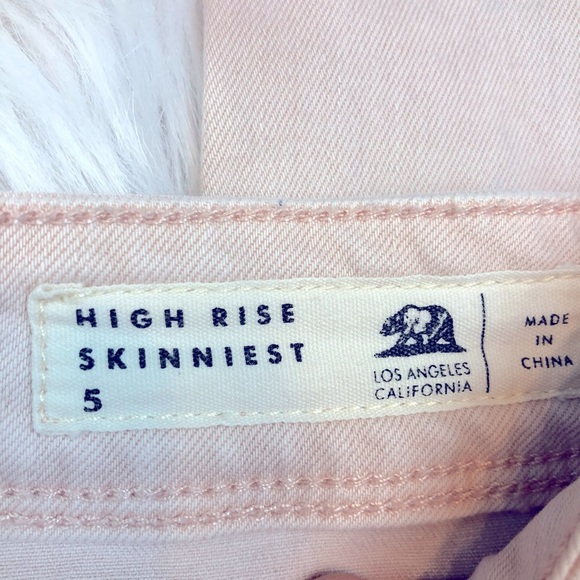 HIGH RISE
SKINNIEST
5
LOS ANGELES
CALIFORNIA
MADE
IN
CHINA